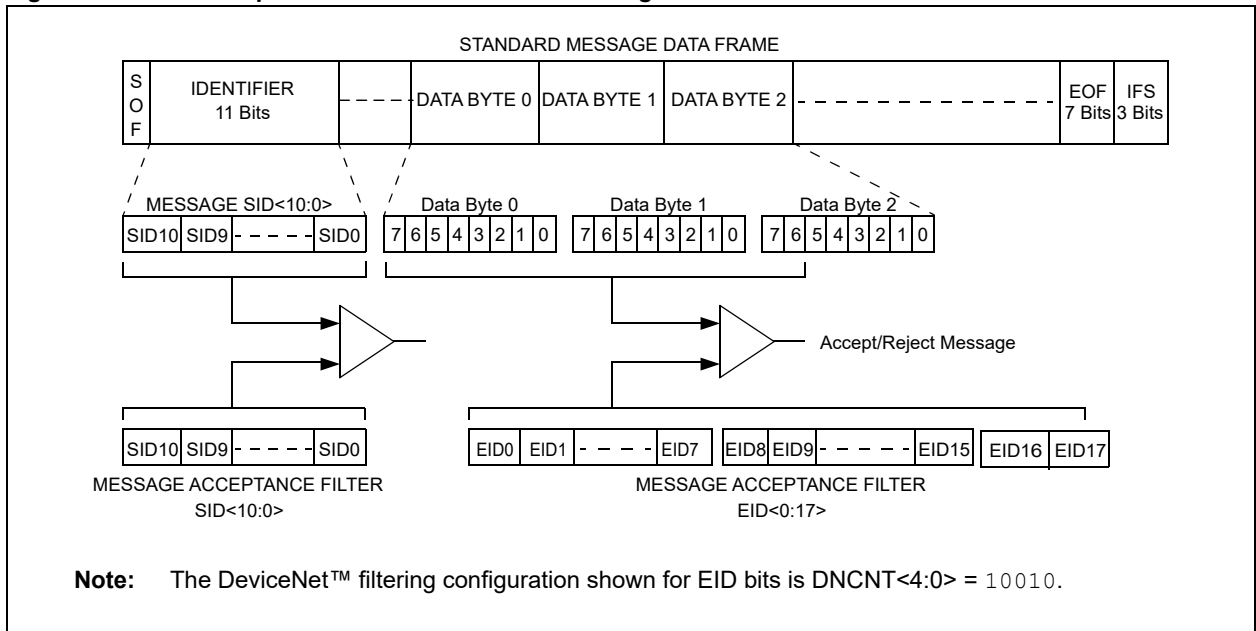 STANDARD MESSAGE DATA FRAME
S O F
IDENTIFIER
11 Bits
DATA BYTE 0 DATA BYTE 1 DATA BYTE 2
EOF
7 Bits
IFS
3 Bits
MESSAGE SID<10:0>
Data Byte 0 Data Byte 1 Data Byte 2
SID10 SID9 SID0 7 6 5 4 3 2 1 0 7 6 5 4 3 2 1 0 7 6 5 4 3 2 1 0
Accept/Reject Message
SID10 SID9 SID0 EID0 EID1 EID7 EID8 EID9 EID15 EID16 EID17
MESSAGE ACCEPTANCE FILTER
SID<10:0>
MESSAGE ACCEPTANCE FILTER
EID<0:17>
Note: The DeviceNet™ filtering configuration shown for EID bits is DNCNT<4:0> = 10010.